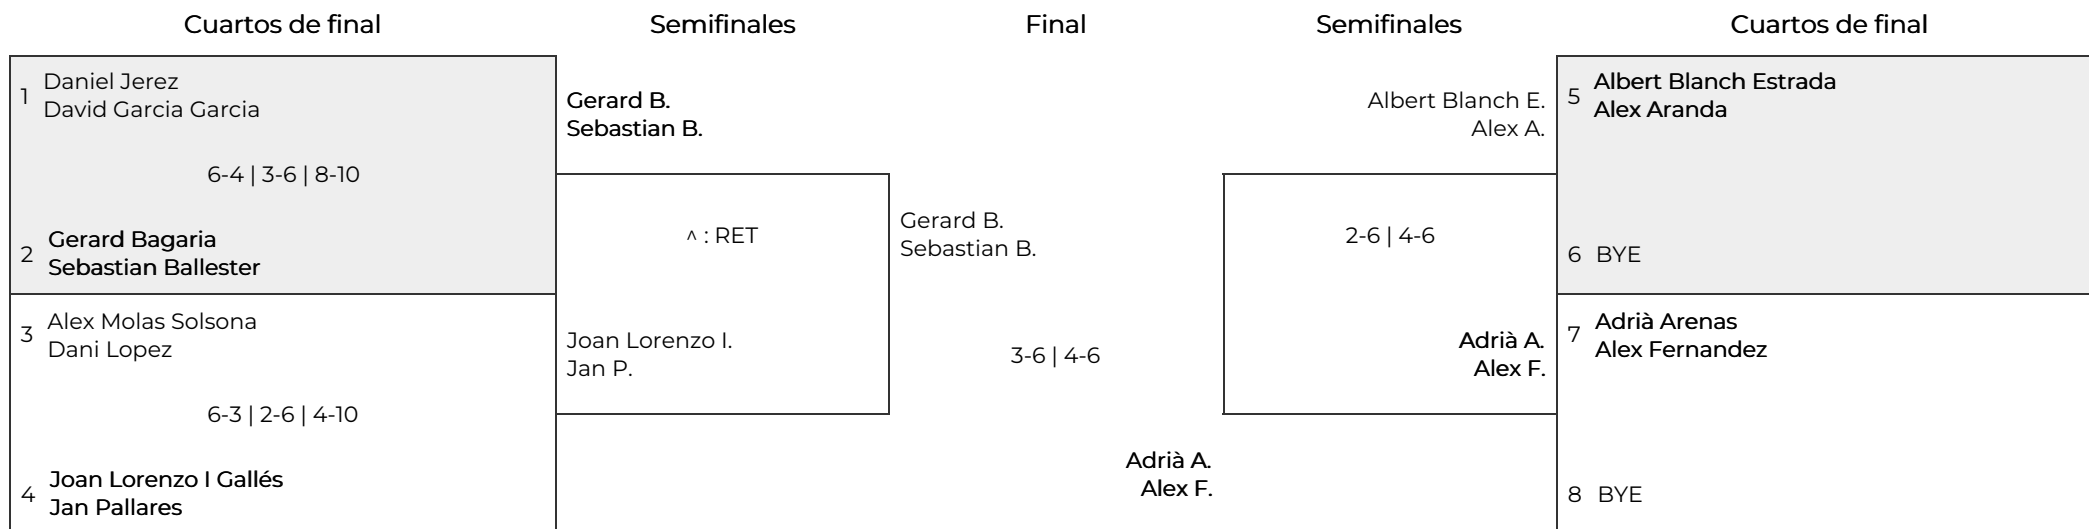 Cuartos de final
Semifinales
Final
Semifinales
Cuartos de final
1
Daniel Jerez
David Garcia Garcia
6-4 | 3-6 | 8-10
2
Gerard Bagaria
Sebastian Ballester
3
Alex Molas Solsona
Dani Lopez
6-3 | 2-6 | 4-10
4
Joan Lorenzo I Gallés
Jan Pallares
Gerard B.
Sebastian B.
^ : RET
Joan Lorenzo I.
Jan P.
Gerard B.
Sebastian B.
3-6 | 4-6
Adrià A.
Alex F.
Albert Blanch E.
Alex A.
2-6 | 4-6
Adrià A.
Alex F.
5
Albert Blanch Estrada
Alex Aranda
6 BYE
7
Adrià Arenas
Alex Fernandez
8 BYE